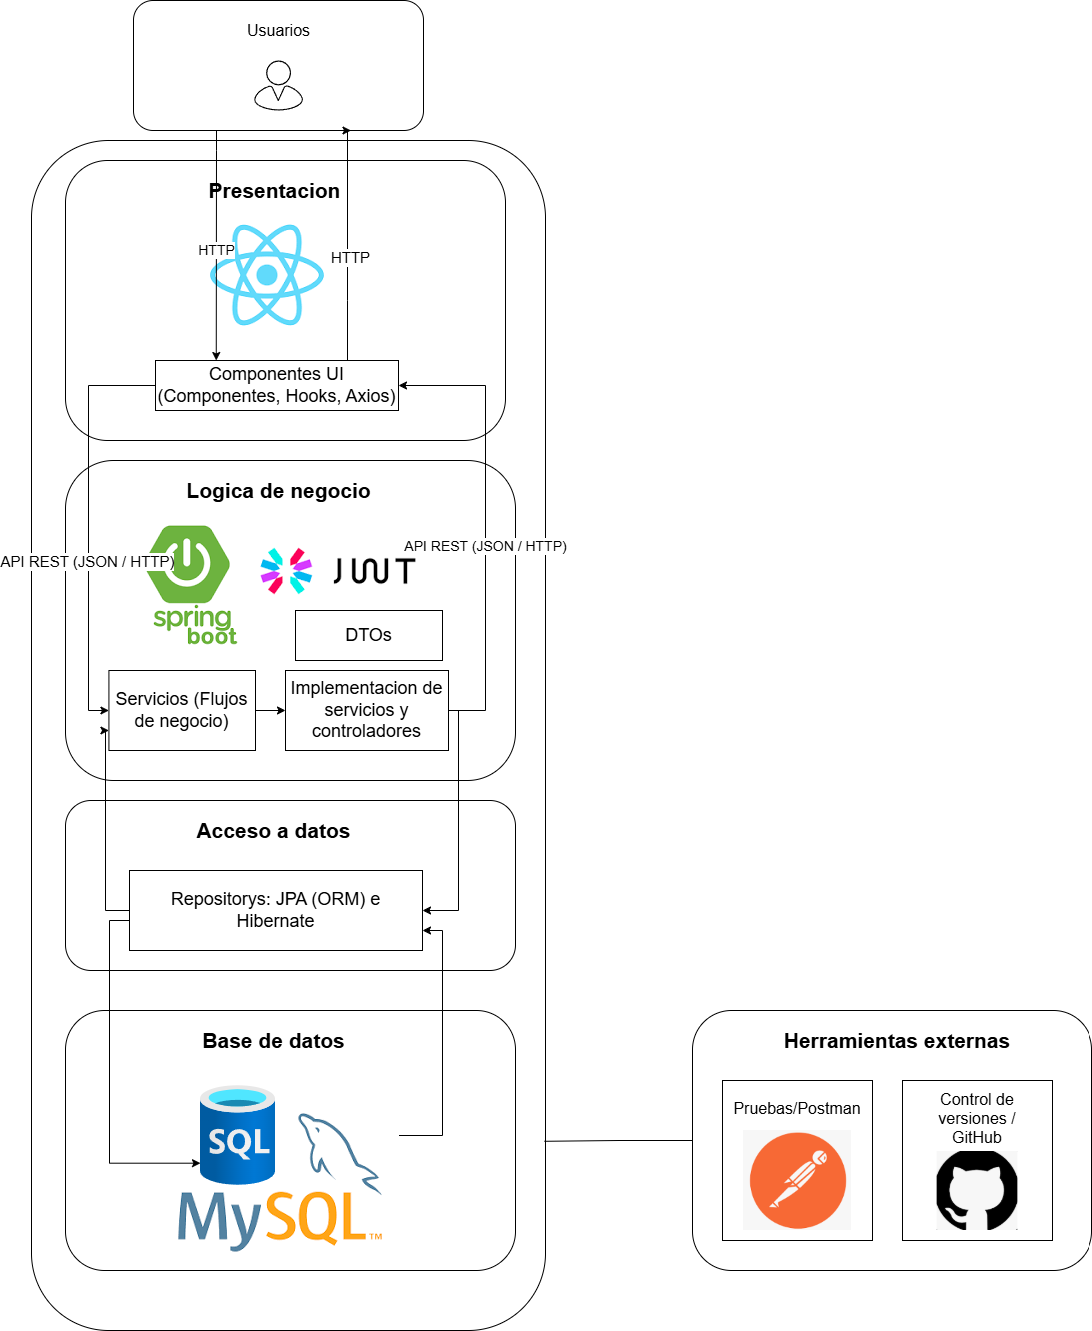 Usuarios
Presentacion
HTTP
HTTP
Componentes UI
(Componentes, Hooks, Axios)
Logica de negocio
API REST (JSON / HTTP)
API REST (JSON / HTTP)
spring
boot
JWT
DTOs
Servicios (Flujos
de negocio)
Implementacion de
servicios y
controladores
Acceso a datos
Repositorys: JPA (ORM) e
Hibernate
Base de datos
SQL
MySQL™
Herramientas externas
Pruebas/Postman
Control de
versiones /
GitHub